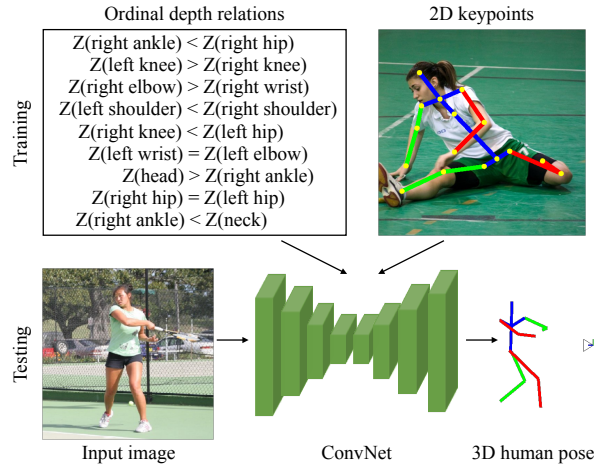 Ordinal depth relations
2D keypoints
Training
Z(right ankle) < Z(right hip)
Z(left knee) > Z(right knee)
Z(right elbow) > Z(right wrist)
Z(left shoulder) < Z(right shoulder)
Z(right knee) < Z(left hip)
Z(left wrist) = Z(left elbow)
Z(head) > Z(right ankle)
Z(right hip) = Z(left hip)
Z(right ankle) < Z(neck)
Testing
Input image
ConvNet
3D human pose